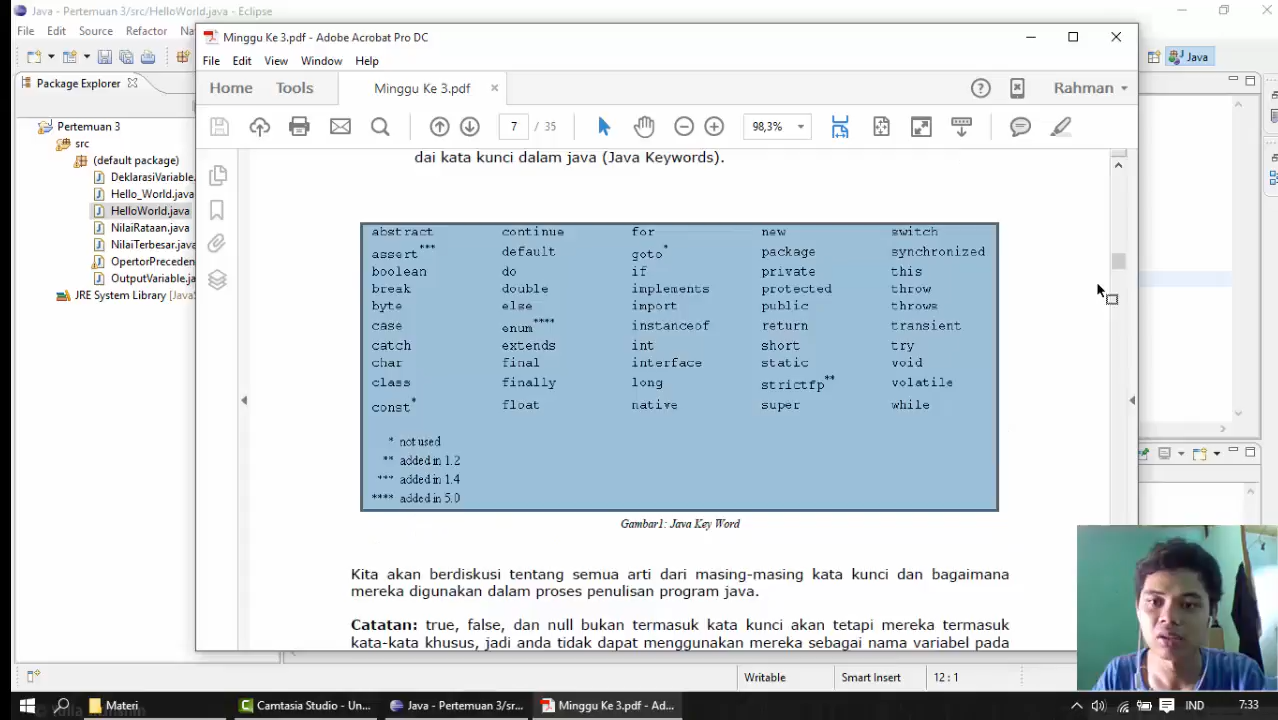 Java - Pertemuan 3/src/HelloWorld.java - Eclipse
File Edit Source Refactor Na
Package Explorer
Pertemuan 3
src
(default package)
DeklarasiVariable.
Hello_World.java
HelloWorld.java
NilaiRataan.java
NilaiTerbesar.java
OpertorPreceden
OutputVariable.ja
JRE System Library [Java
Java
Minggu Ke 3.pdf - Adobe Acrobat Pro DC
File Edit View Window Help
Home Tools Minggu Ke 3.pdf Rahman
7 / 35 98,3%
dai kata kunci dalam java (Java Keywords).
abstract continue for new switch
assert*** default goto* package synchronized
boolean do if private this
break double implements protected throw
byte else import public throws
case enum**** instanceof return transient
catch extends int short try
char final interface static void
class finally long strictfp** volatile
const* float native super while
* not used
** added in 1.2
*** added in 1.4
**** added in 5.0
Gambar1: Java Key Word
Kita akan berdiskusi tentang semua arti dari masing-masing kata kunci dan bagaimana
mereka digunakan dalam proses penulisan program java.
Catatan: true, false, dan null bukan termasuk kata kunci akan tetapi mereka termasuk
kata-kata khusus, jadi anda tidak dapat menggunakan mereka sebagai nama variabel pada
Writable Smart Insert 12 : 1
Materi Camtasia Studio - Un... Java - Pertemuan 3/sr... Minggu Ke 3.pdf - Ad... IND 7:33